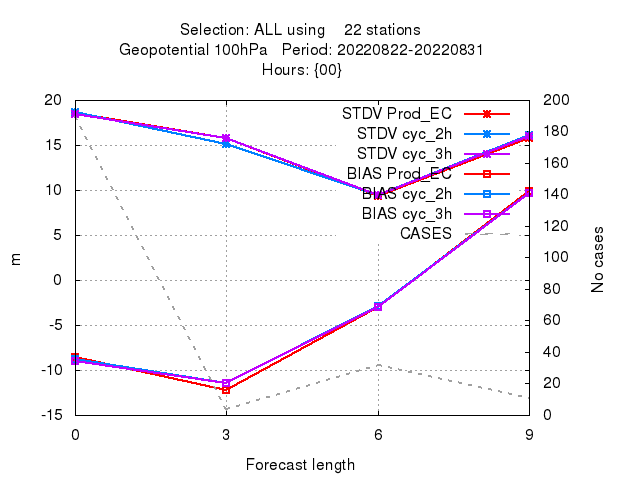 Selection: ALL using    22 stations
Geopotential 100hPa   Period: 20220822-20220831
Hours: {00}
20
15
10
5
0
-5
-10
-15
200
180
160
140
120
100
80
60
40
20
0
STDV Prod_EC
STDV cyc_2h
STDV cyc_3h
BIAS Prod_EC
BIAS cyc_2h
BIAS cyc_3h
CASES
m
No cases
0
3
6
9
Forecast length